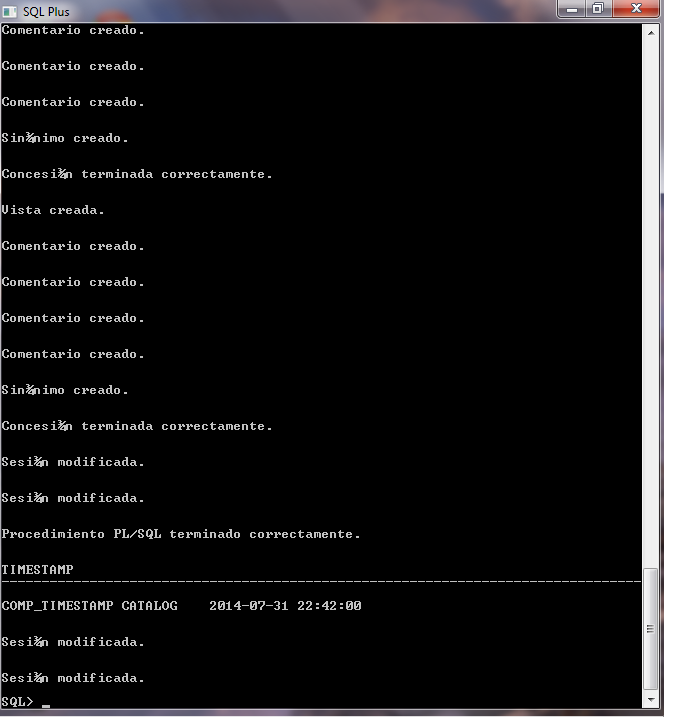 SQL Plus
Comentario creado.
Comentario creado.
Comentario creado.
Sin¾nimo creado.
Concesi¾n terminada correctamente.
Vista creada.
Comentario creado.
Comentario creado.
Comentario creado.
Comentario creado.
Sin¾nimo creado.
Concesi¾n terminada correctamente.
Sesi¾n modificada.
Sesi¾n modificada.
Procedimiento PL/SQL terminado correctamente.
TIMESTAMP
--------------------------------------------------------------------------------
COMP_TIMESTAMP CATALOG    2014-07-31 22:42:00
Sesi¾n modificada.
Sesi¾n modificada.
SQL> _